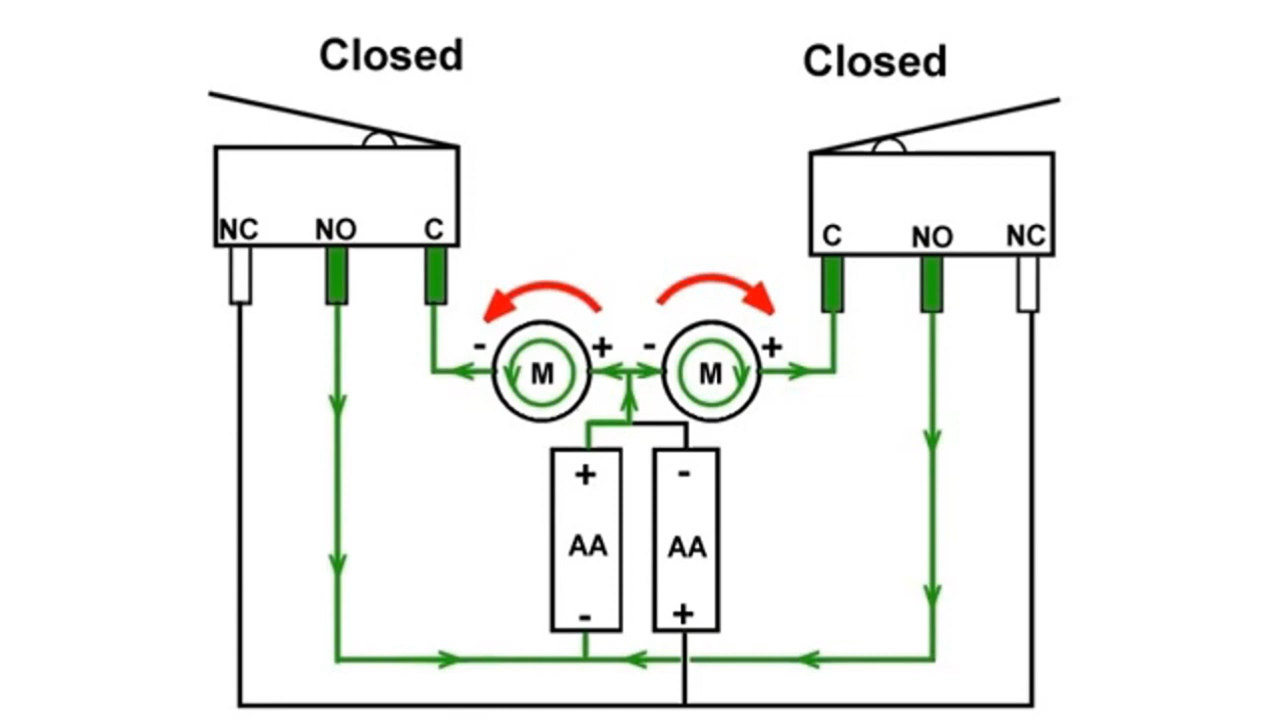 Closed Closed
NC NO C C NO NC
- + - +
M M
+ -
AA AA
- +